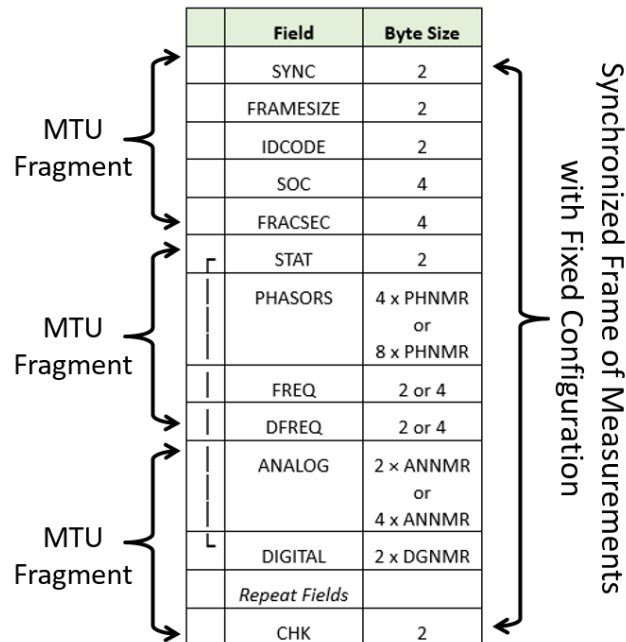 Field Byte Size
SYNC 2
FRAMESIZE 2
IDCODE 2
SOC 4
FRACSEC 4
STAT 2
PHASORS 4 x PHNMR
or
8 x PHNMR
FREQ 2 or 4
DFREQ 2 or 4
ANALOG 2 × ANNMR
or
4 x ANNMR
DIGITAL 2 x DGNMR
Repeat Fields
CHK 2
MTU
Fragment
MTU
Fragment
MTU
Fragment
Synchronized Frame of Measurements
with Fixed Configuration